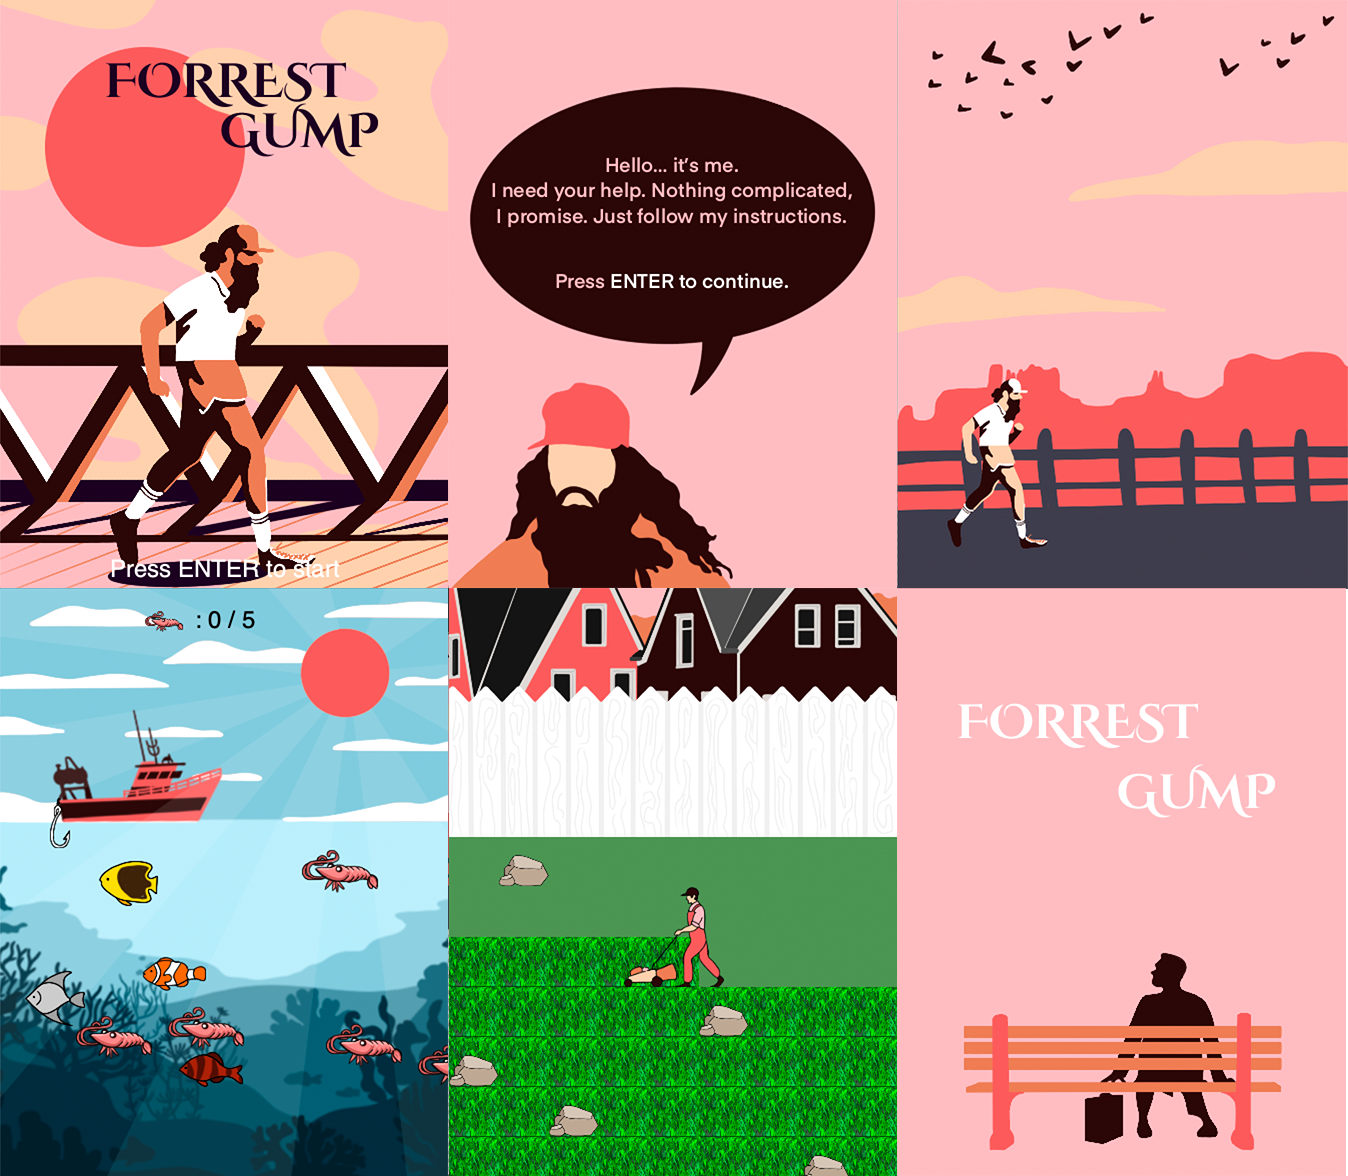 FORREST
GUMP
Press ENTER to start
Hello... it's me.
I need your help. Nothing complicated,
I promise. Just follow my instructions.
Press ENTER to continue.
: 0 / 5
FORREST
GUMP